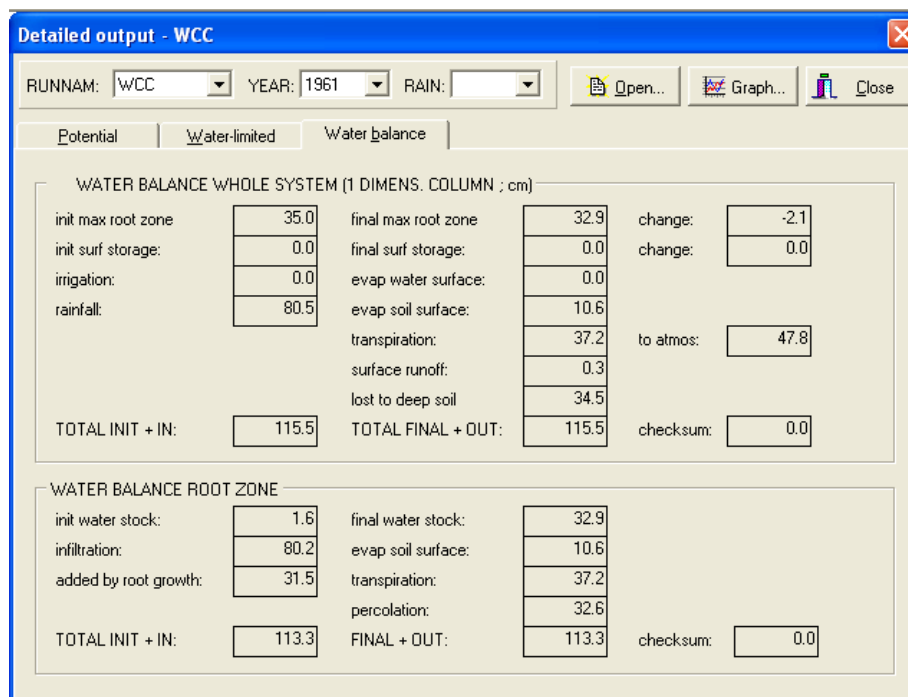 Detailed output - WCC
RUNNAM: WCC YEAR: 1961 RAIN: Open... Graph... Close
Potential Water-limited Water balance
WATER BALANCE WHOLE SYSTEM (1 DIMENS. COLUMN ; cm)
init max root zone 35.0 final max root zone 32.9 change: -2.1
init surf storage: 0.0 final surf storage: 0.0 change: 0.0
irrigation: 0.0 evap water surface: 0.0
rainfall: 80.5 evap soil surface: 10.6
transpiration: 37.2 to atmos: 47.8
surface runoff: 0.3
lost to deep soil 34.5
TOTAL INIT + IN: 115.5 TOTAL FINAL + OUT: 115.5 checksum: 0.0
WATER BALANCE ROOT ZONE
init water stock: 1.6 final water stock: 32.9
infiltration: 80.2 evap soil surface: 10.6
added by root growth: 31.5 transpiration: 37.2
percolation: 32.6
TOTAL INIT + IN: 113.3 FINAL + OUT: 113.3 checksum: 0.0